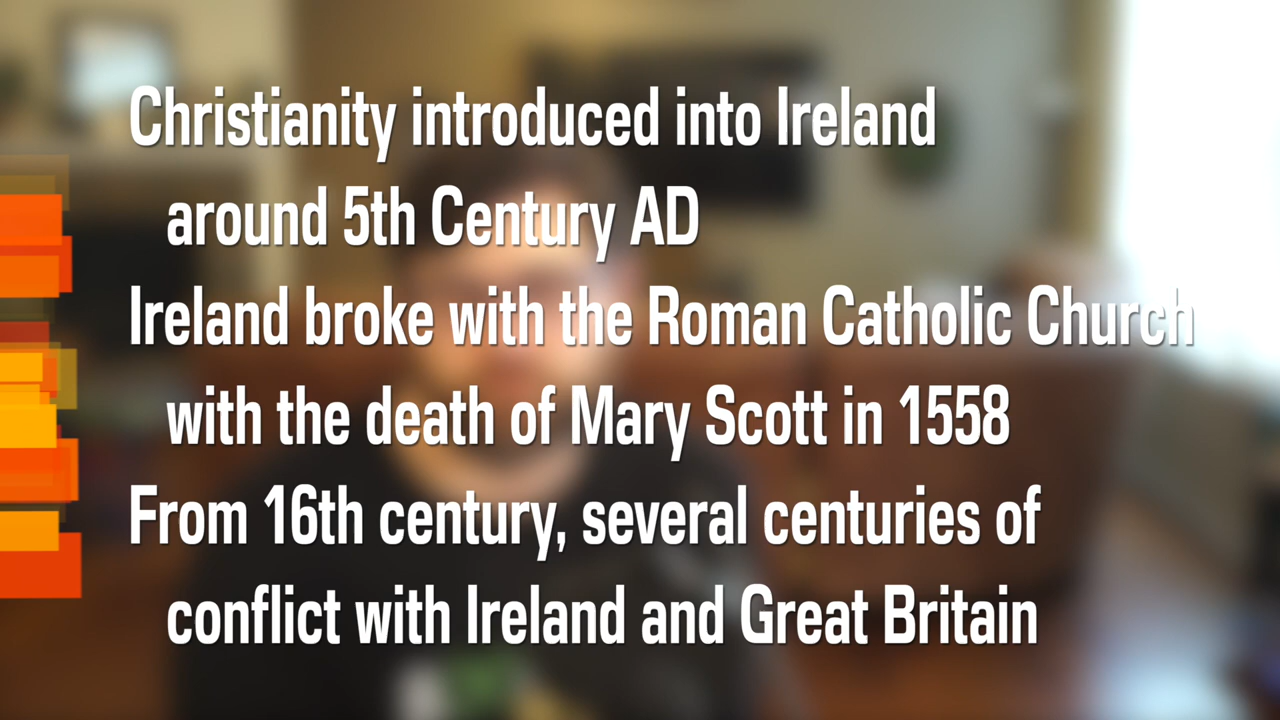 Christianity introduced into Ireland
around 5th Century AD
Ireland broke with the Roman Catholic Church
with the death of Mary Scott in 1558
From 16th century, several centuries of
conflict with Ireland and Great Britain